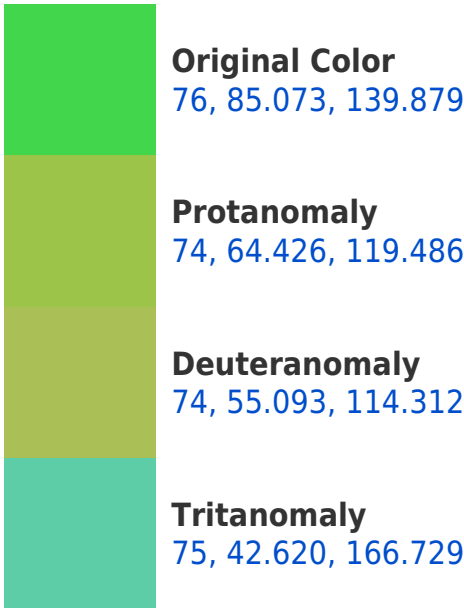 Original Color
76, 85.073, 139.879
Protanomaly
74, 64.426, 119.486
Deuteranomaly
74, 55.093, 114.312
Tritanomaly
75, 42.620, 166.729